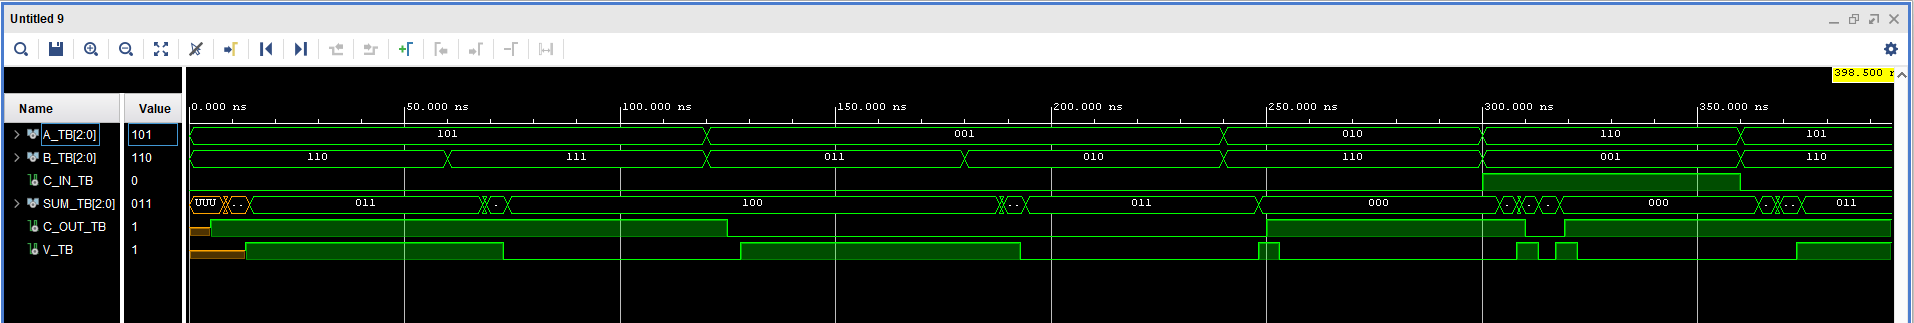 Untitled 9
398.500 n
Name Value
0.000 ns 50.000 ns 100.000 ns 150.000 ns 200.000 ns 250.000 ns 300.000 ns 350.000 ns
A_TB[2:0] 101 101 001 010 110 101
B_TB[2:0] 110 110 111 011 010 110 001 110
C_IN_TB 0
SUM_TB[2:0] 011 UUU .. 011 . 100 .. 011 000 . . . 000 . . 011
C_OUT_TB 1
V_TB 1